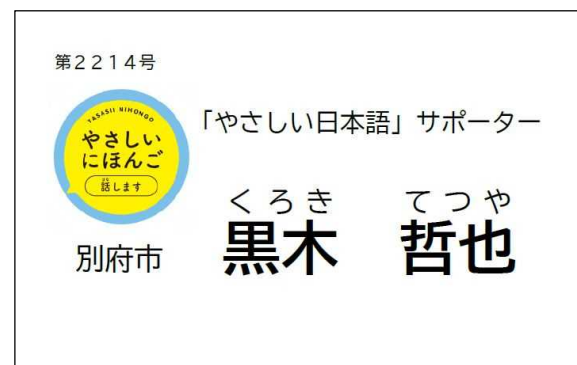 第２２１４号
YASASII NIHONGO
やさしい
にほんご
はな
話します
「やさしい日本語」サポーター
くろき　てつや
別府市　黒木　哲也